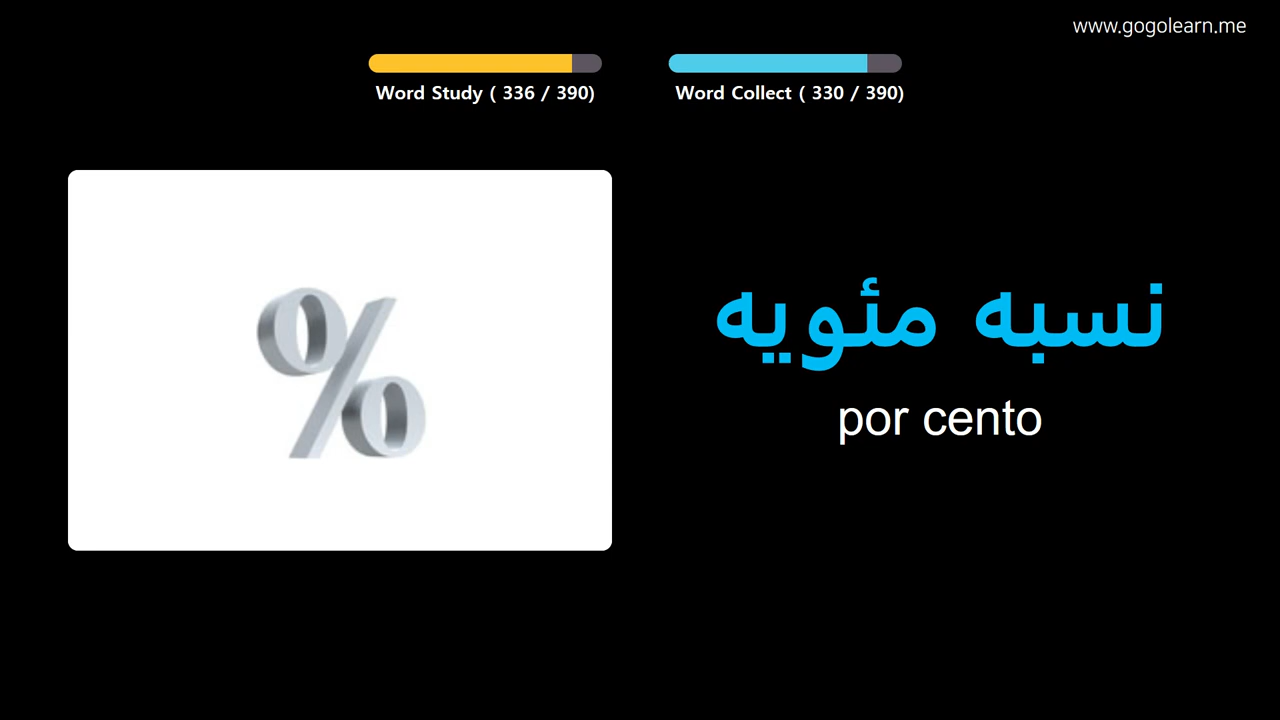 www.gogolearn.me
Word Study ( 336 / 390)
Word Collect ( 330 / 390)
%
نسبه مئويه
por cento